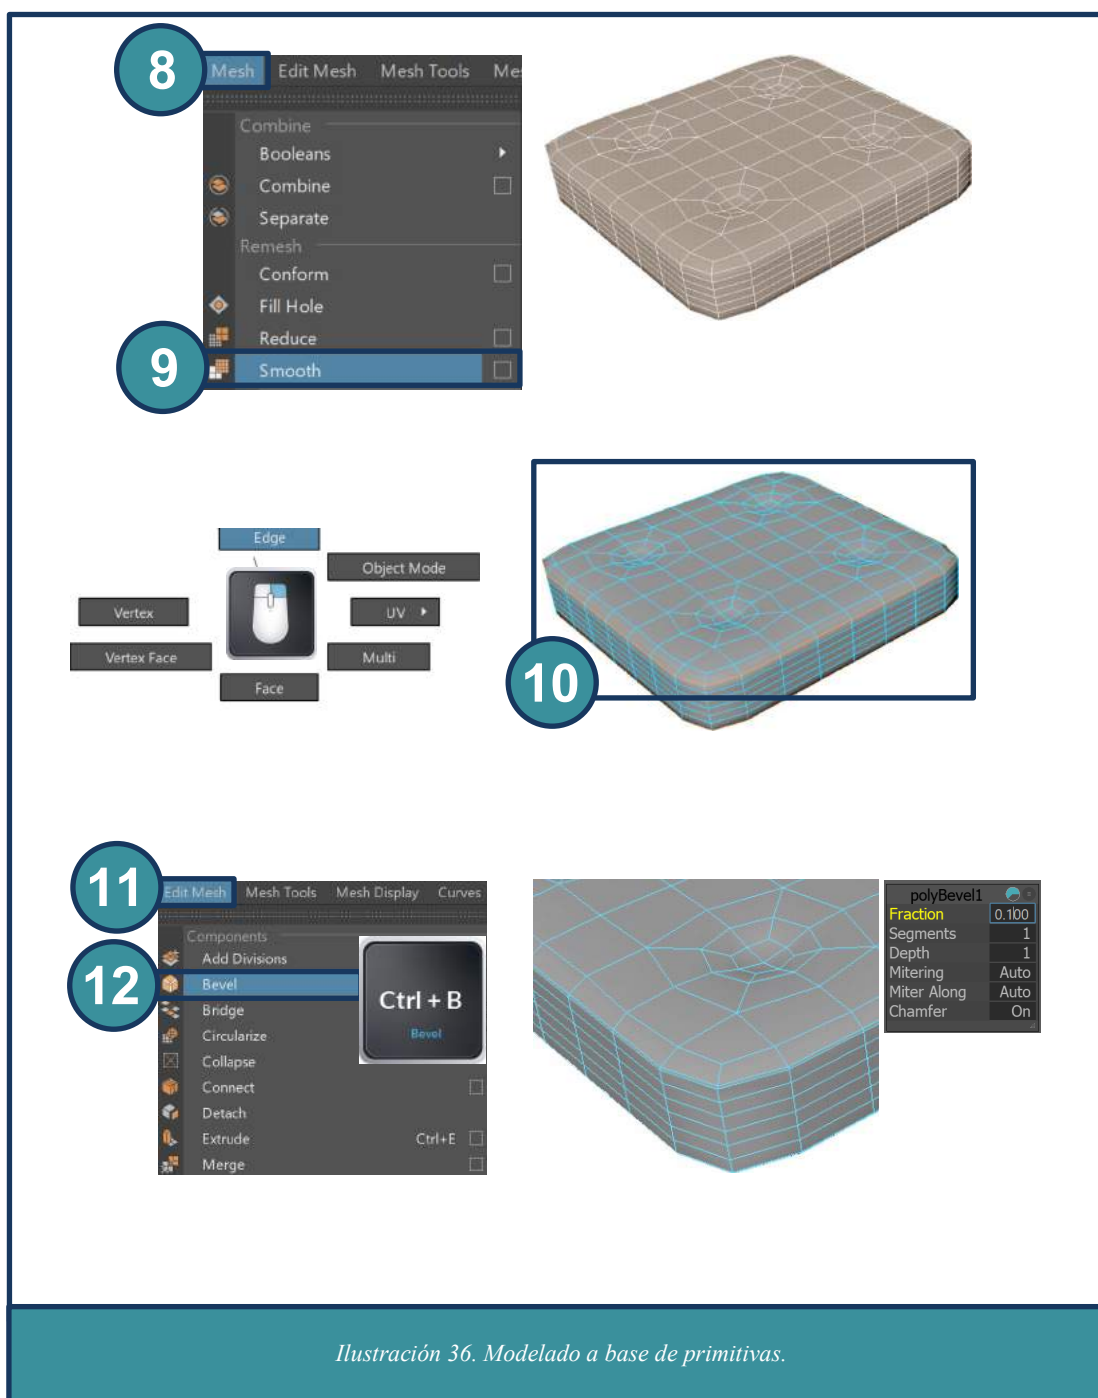 8
Mesh Edit Mesh Mesh Tools Me
Combine
Booleans
Combine
Separate
Remesh
Conform
Fill Hole
Reduce
9
Smooth
Edge
Object Mode
Vertex
UV
Vertex Face
Multi
Face
10
11
Edit Mesh Mesh Tools Mesh Display Curves
Components
Add Divisions
12
Bevel
Bridge
Circularize
Collapse
Connect
Detach
Extrude Ctrl+E
Merge
Ctrl + B
Bevel
polyBevel1
Fraction 0.100
Segments 1
Depth 1
Mitering Auto
Miter Along Auto
Chamfer On
Ilustración 36. Modelado a base de primitivas.